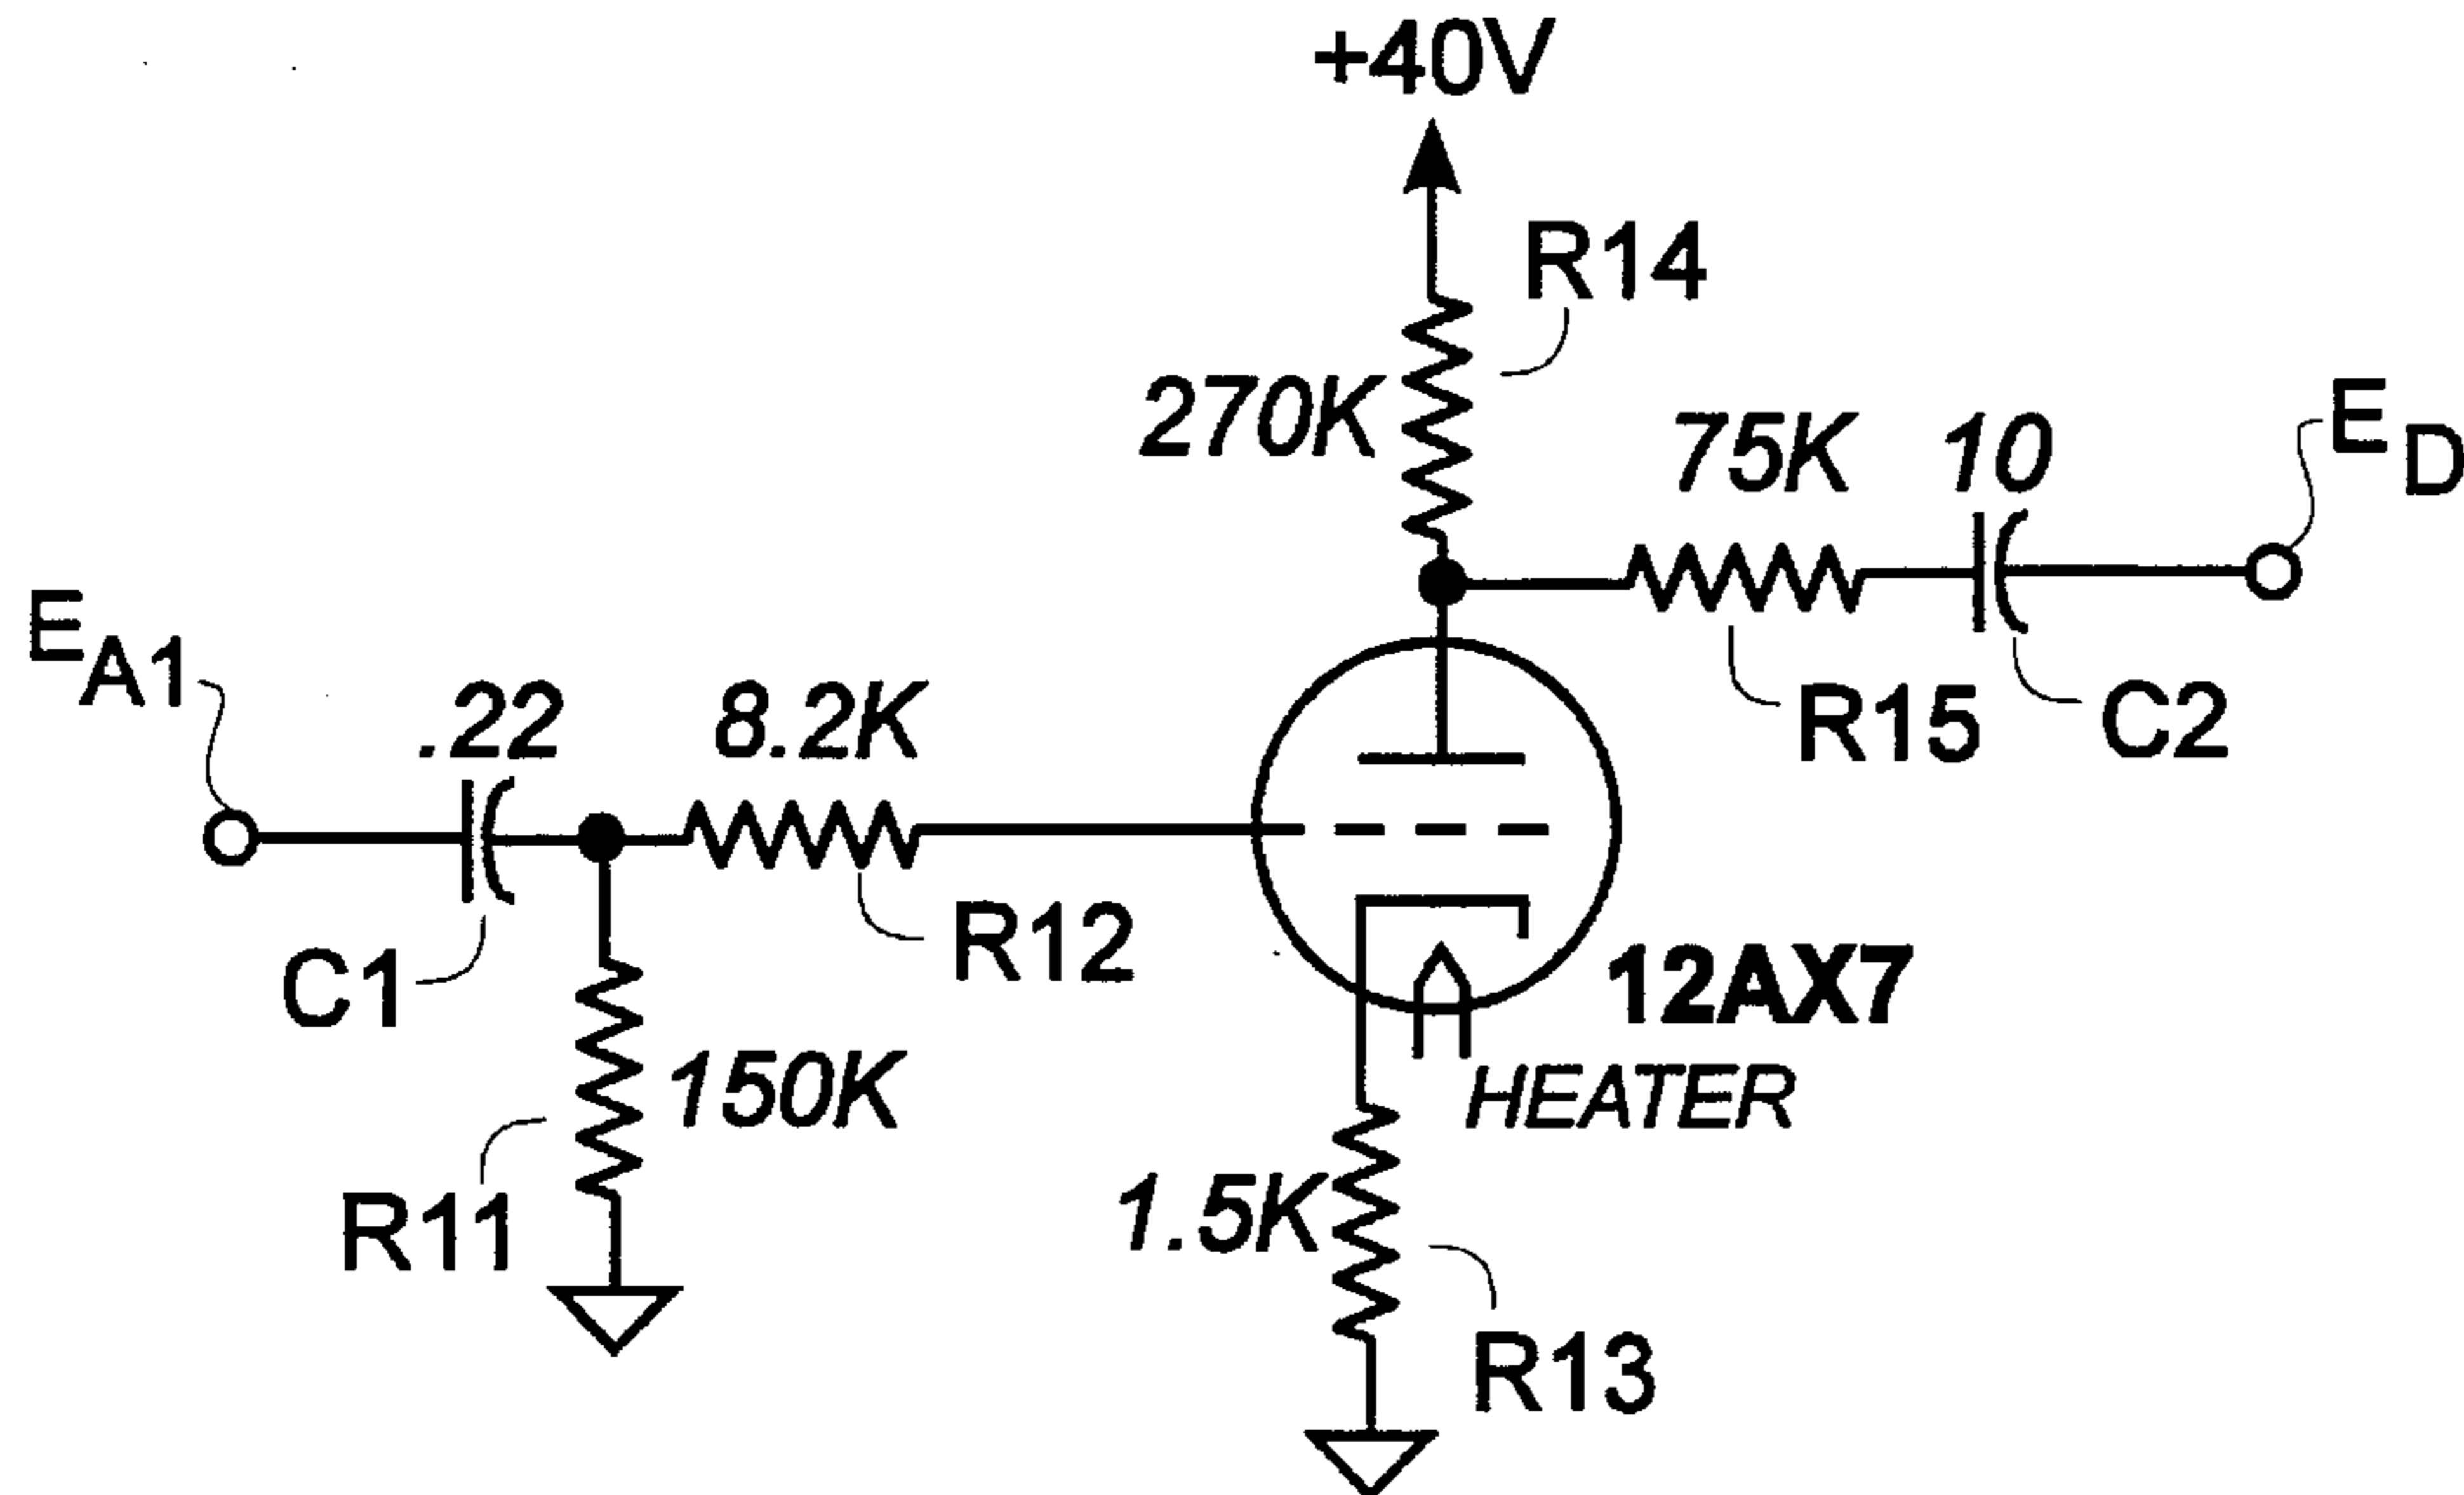 +40V
R14
270K
75K
10
ED
EA1
.22
8.2K
R15
C2
R12
C1
12AX7
HEATER
150K
R11
1.5K
R13